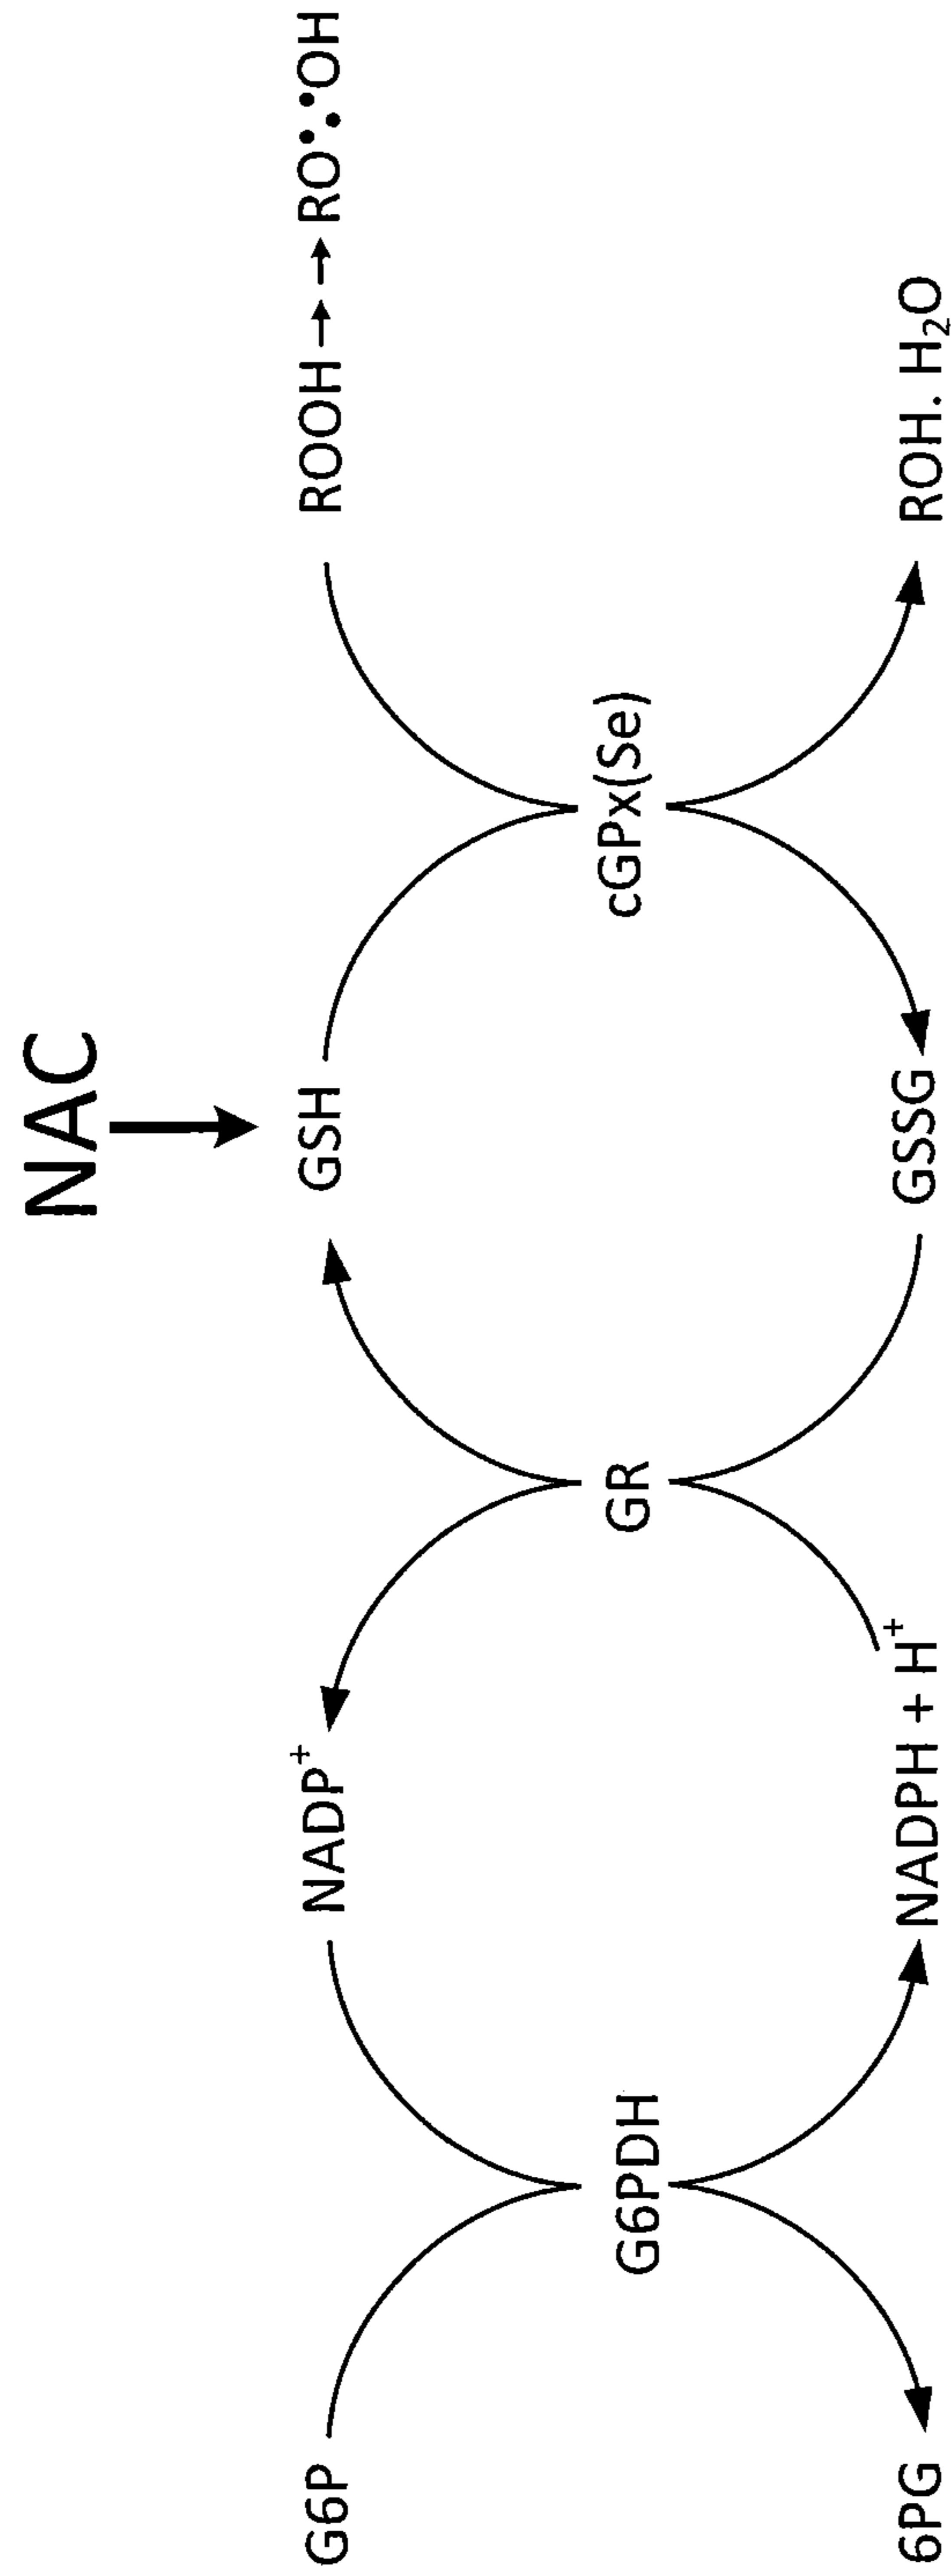 NAC
G6P NADP⁺ GSH ROOH → → RO•.•OH
G6PDH GR cGPx(Se)
6PG NADPH + H⁺ GSSG ROH. H₂O